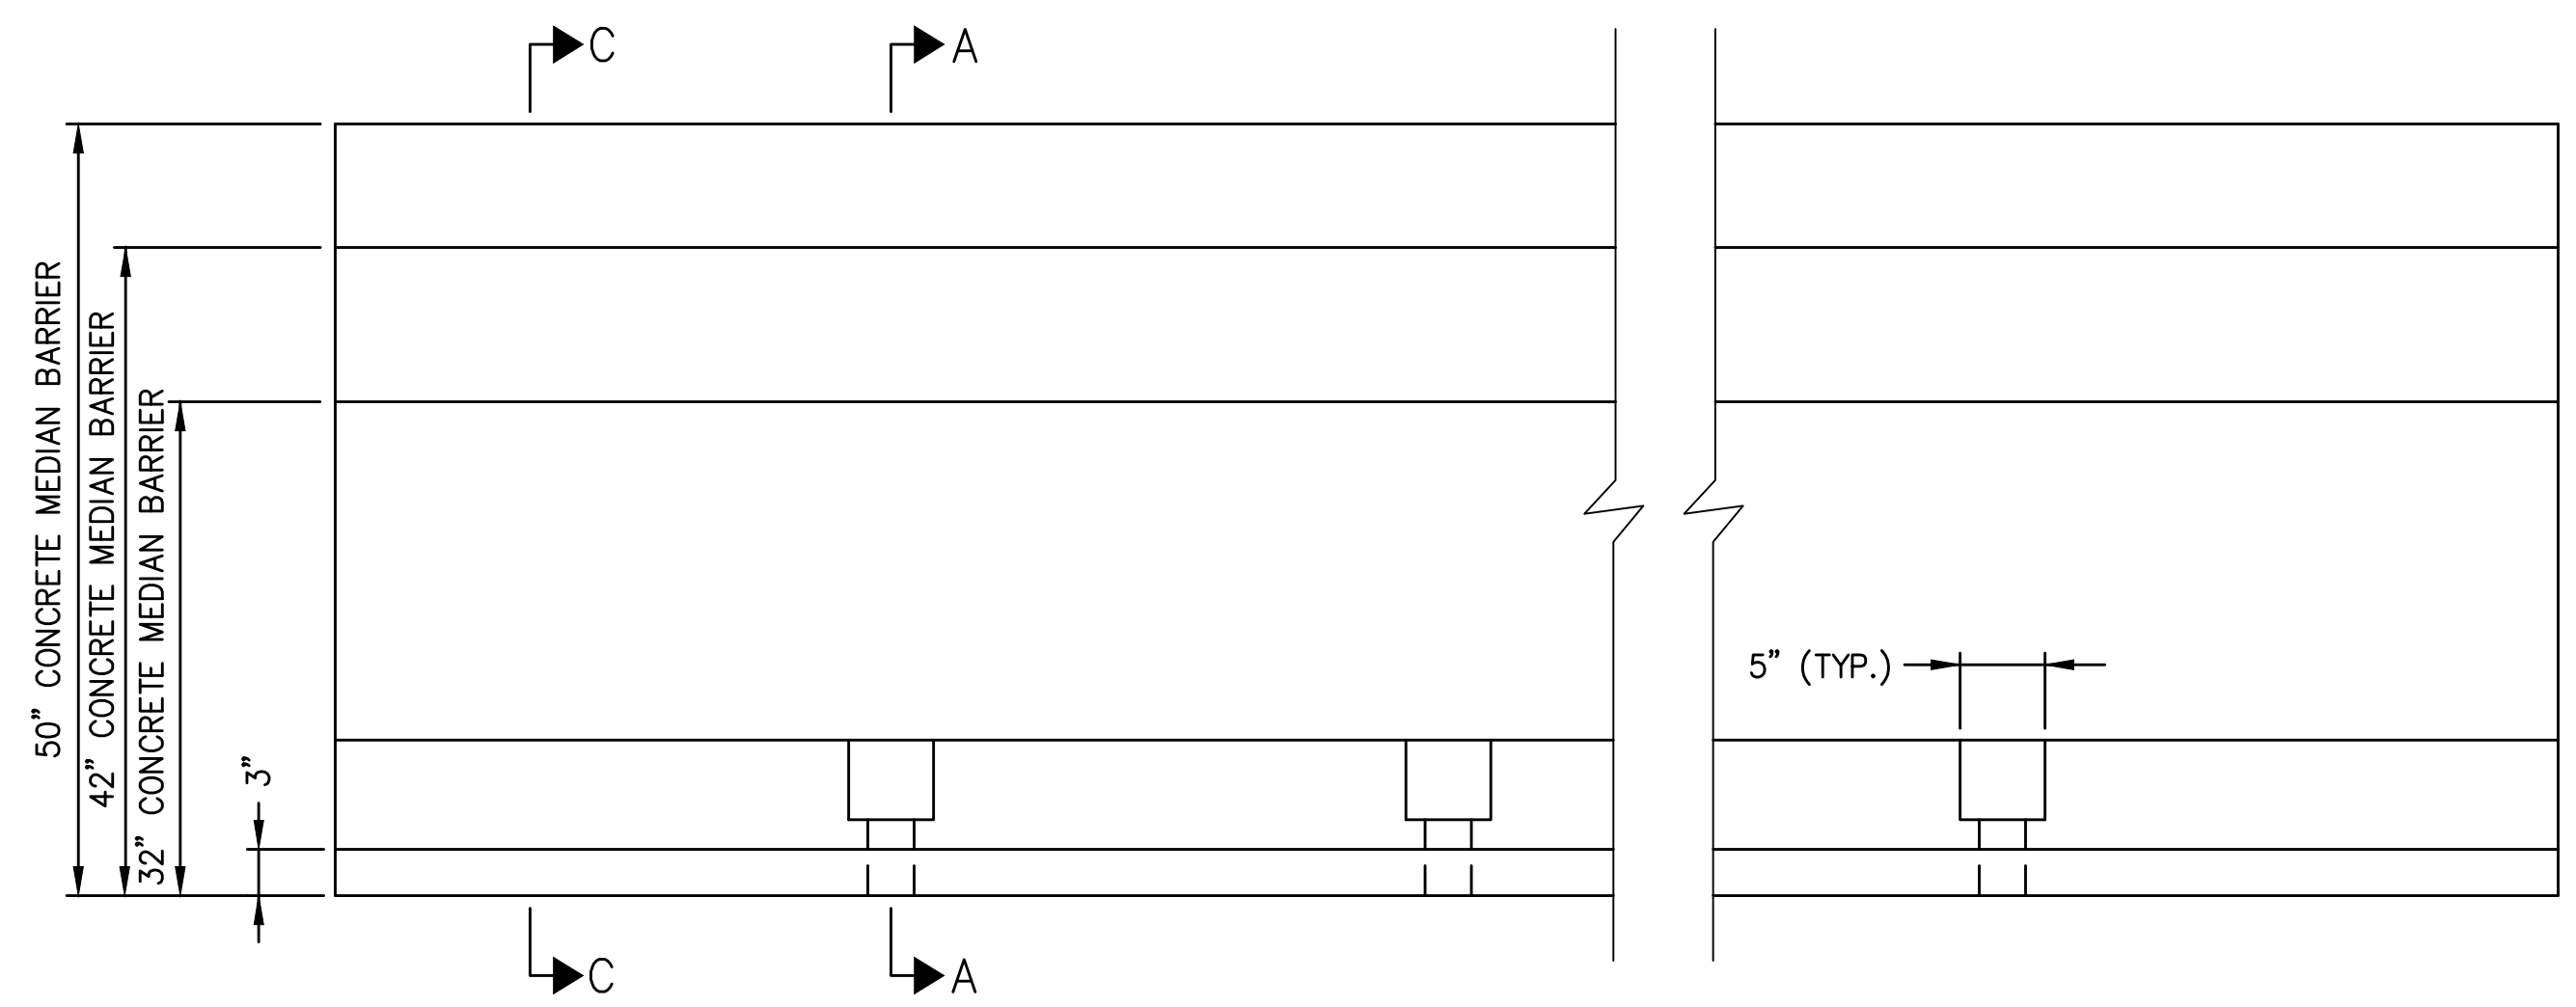 C
A
50” CONCRETE MEDIAN BARRIER
42” CONCRETE MEDIAN BARRIER
32” CONCRETE MEDIAN BARRIER
3”
5” (TYP.)
C
A